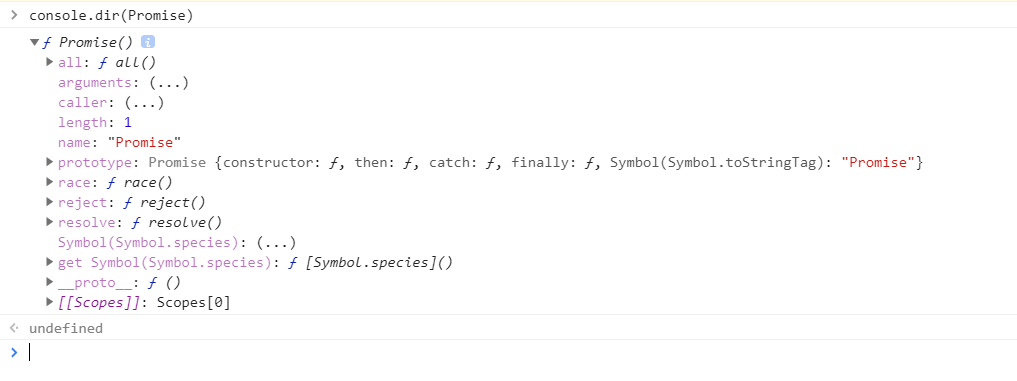 console.dir(Promise)
ƒ Promise() i
all: ƒ all()
arguments: (...)
caller: (...)
length: 1
name: "Promise"
prototype: Promise {constructor: ƒ, then: ƒ, catch: ƒ, finally: ƒ, Symbol(Symbol.toStringTag): "Promise"}
race: ƒ race()
reject: ƒ reject()
resolve: ƒ resolve()
Symbol(Symbol.species): (...)
get Symbol(Symbol.species): ƒ [Symbol.species]()
__proto__: ƒ ()
[[Scopes]]: Scopes[0]
undefined